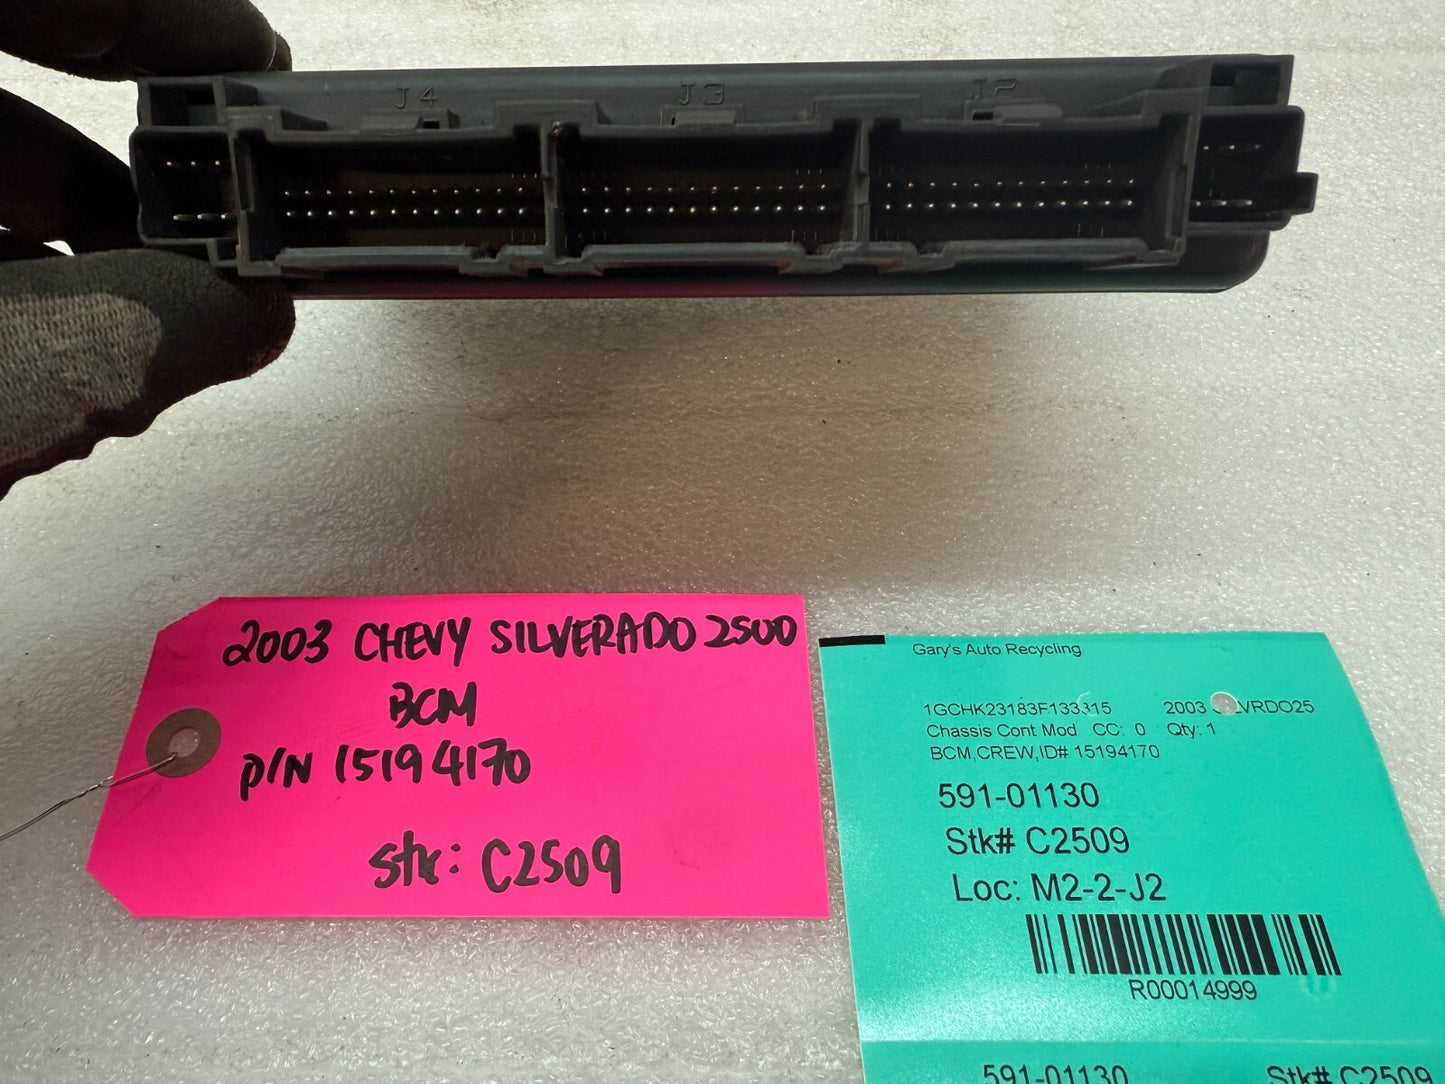 J4 J3 J2
2003 CHEVY SILVERADO 2500
BCM
P/N 15194170
Stk: C2509
Gary's Auto Recycling
1GCHK23183F133315 2003
Chassis Cont Mod CC: 0 Qty: 1
BCM,CREW,ID# 15194170
591-01130
Stk# C2509
Loc: M2-2-J2
R00014999
591-01130 Stk# C2509